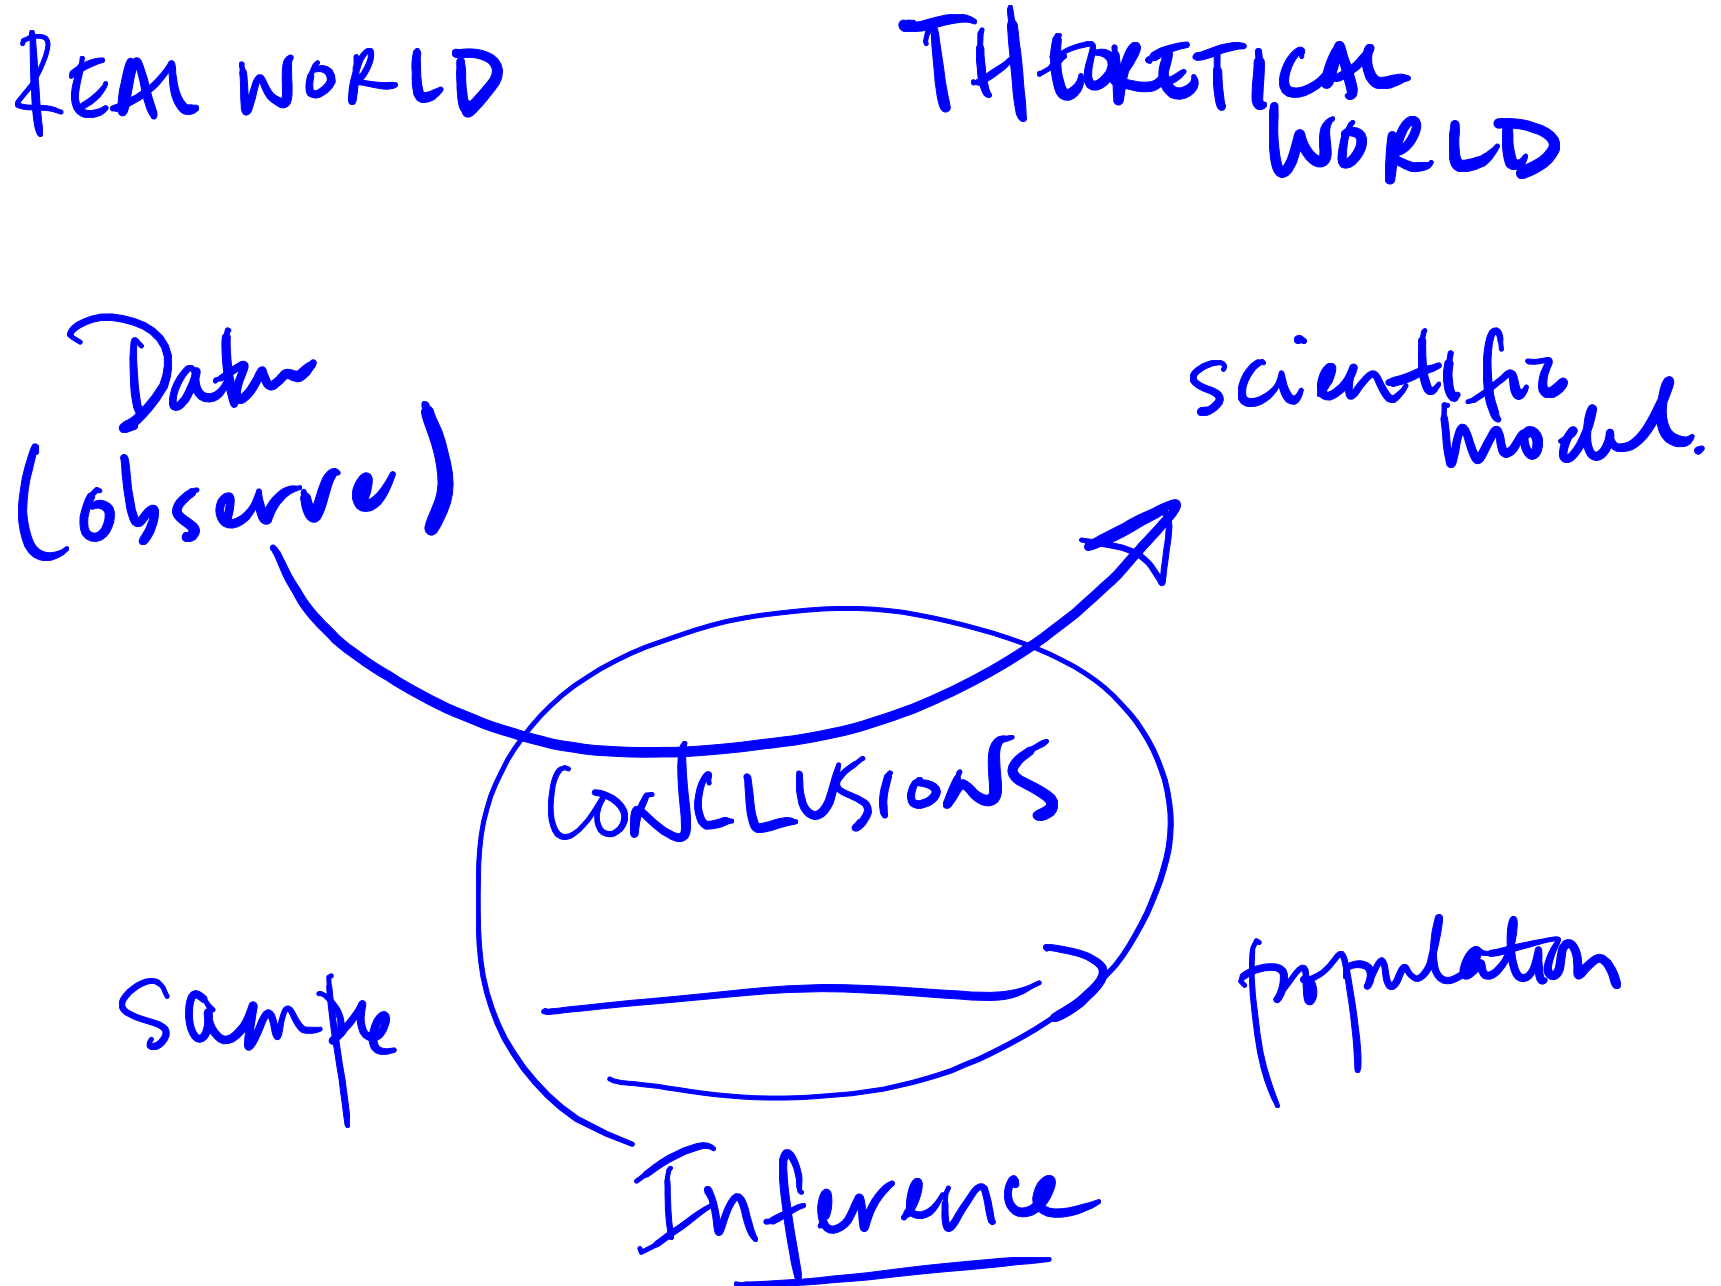 REAL WORLD
THEORETICAL
WORLD
Data
(observe)
scientific
model.
CONCLUSIONS
sample
population
Inference